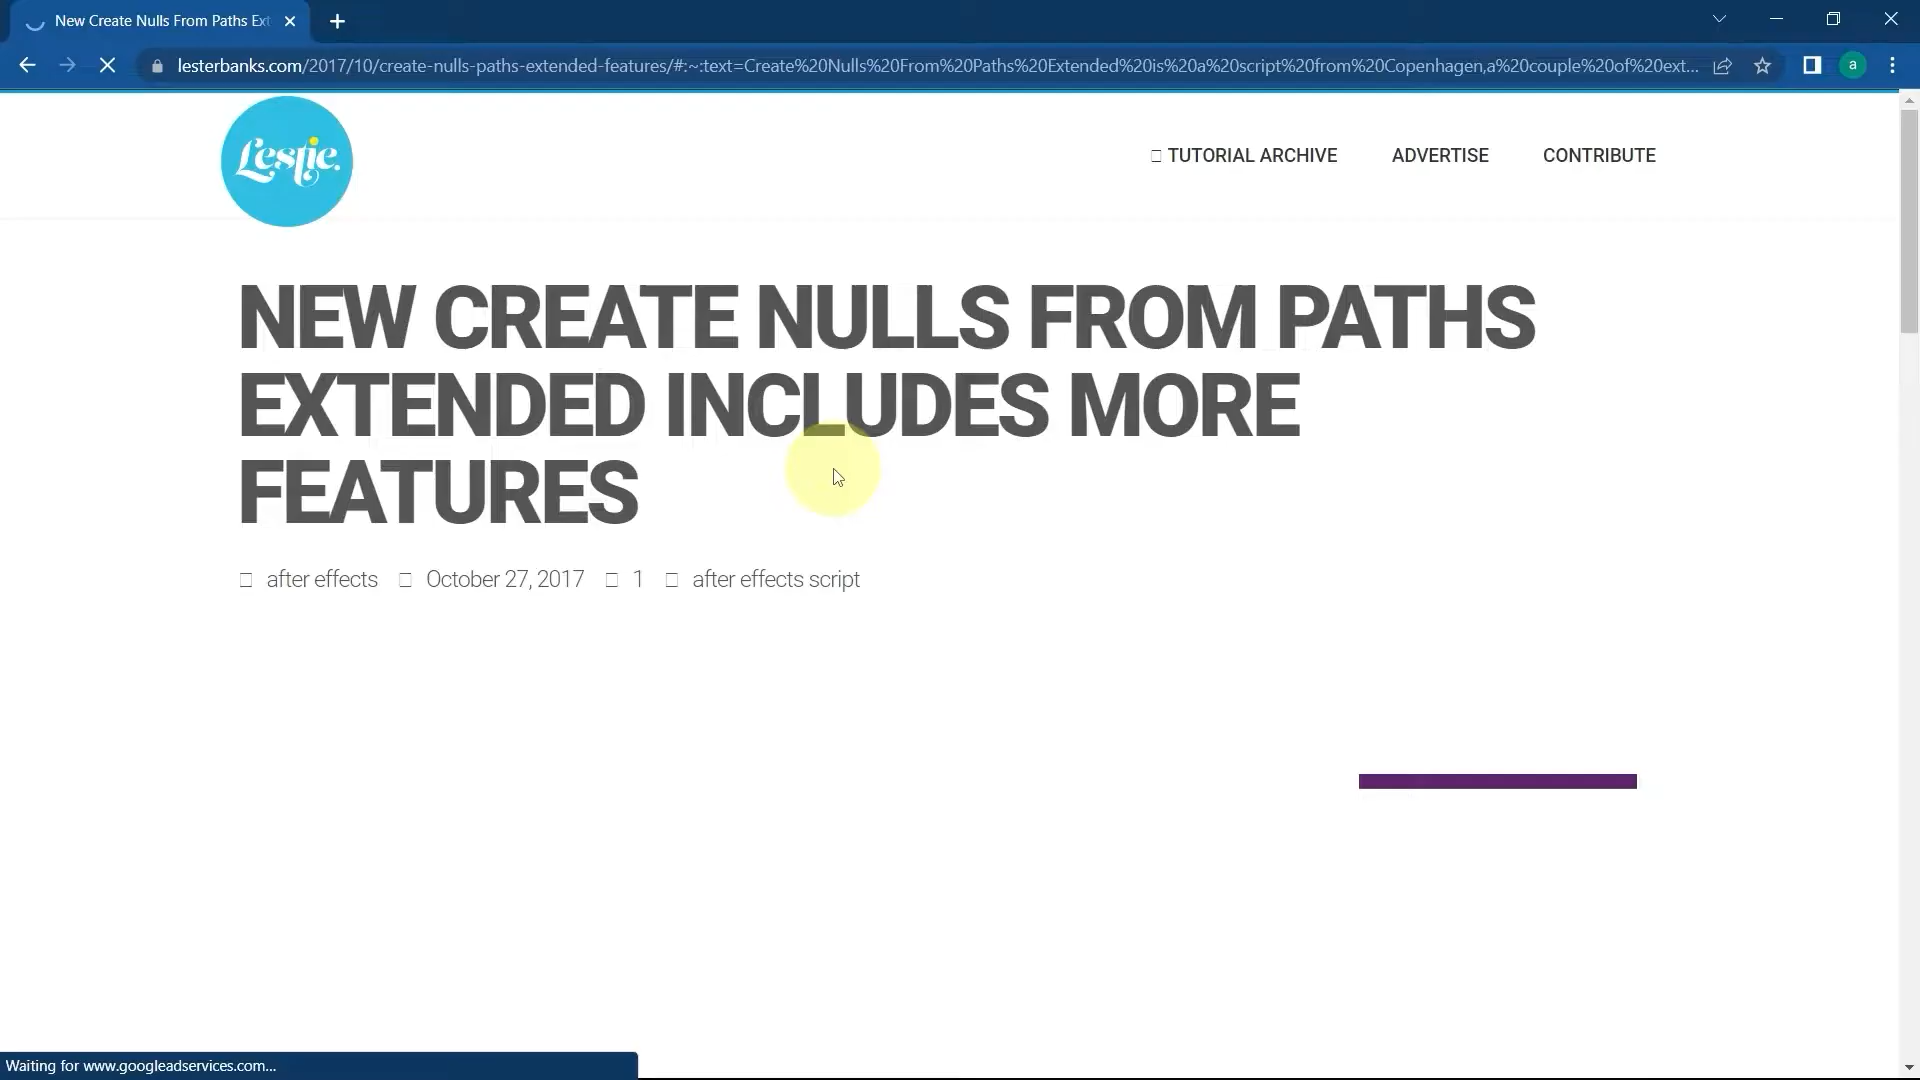 New Create Nulls From Paths Ext
lesterbanks.com/2017/10/create-nulls-paths-extended-features/#:~:text=Create%20Nulls%20From%20Paths%20Extended%20is%20a%20script%20from%20Copenhagen,a%20couple%20of%20ext...
a
Lestie.
TUTORIAL ARCHIVE
ADVERTISE
CONTRIBUTE
NEW CREATE NULLS FROM PATHS
EXTENDED INCLUDES MORE
FEATURES
after effects October 27, 2017 1 after effects script
Waiting for www.googleadservices.com...